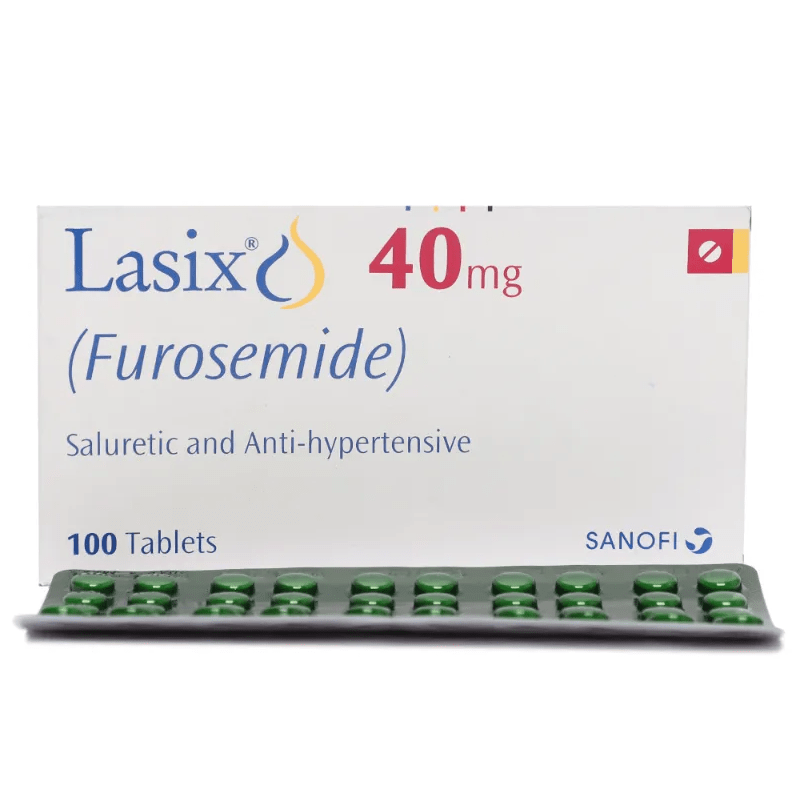 Lasix® 40mg
(Furosemide)
Saluretic and Anti-hypertensive
100 Tablets
SANOFI